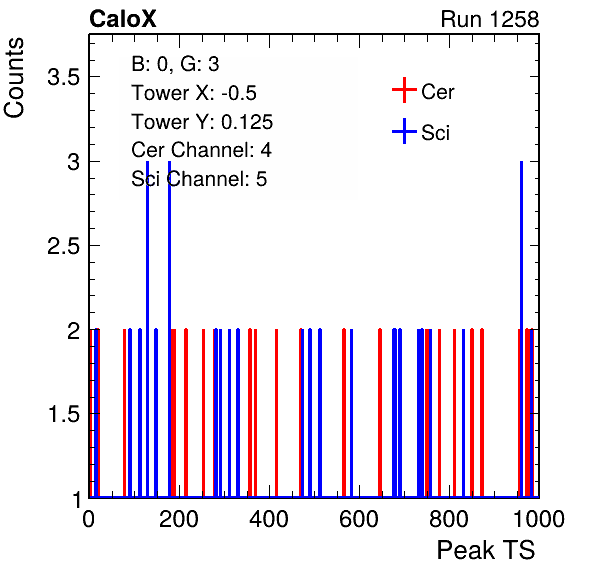 CaloX Run 1258
B: 0, G: 3
Tower X: -0.5
Tower Y: 0.125
Cer Channel: 4
Sci Channel: 5
Cer
Sci
Counts
3.5
3
2.5
2
1.5
1
0 200 400 600 800 1000
Peak TS